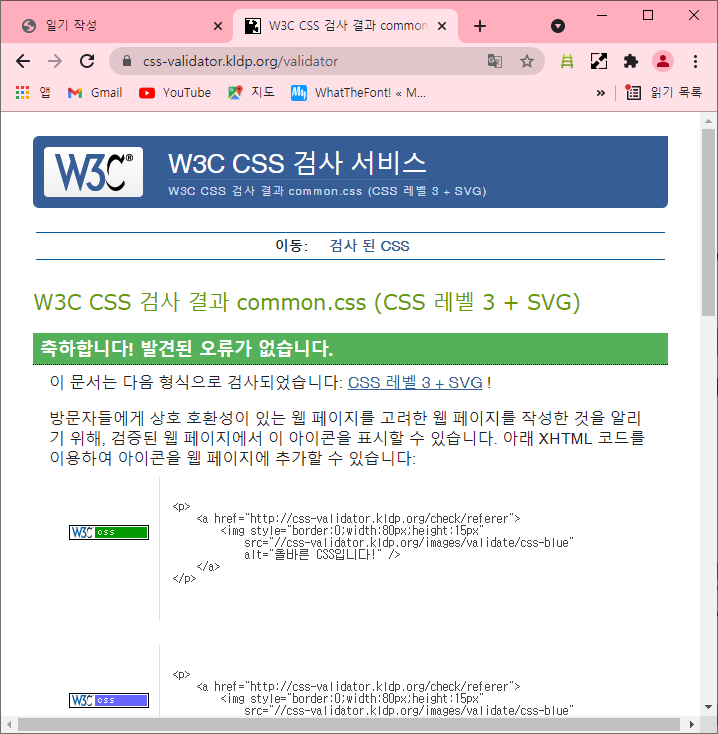 일기 작성
W3C CSS 검사 결과 common
css-validator.kldp.org/validator
앱
Gmail
YouTube
지도
WhatTheFont! « M...
»
읽기 목록
W3C®
W3C CSS 검사 서비스
W3C CSS 검사 결과 common.css (CSS 레벨 3 + SVG)
이동: 검사 된 CSS
W3C CSS 검사 결과 common.css (CSS 레벨 3 + SVG)
축하합니다! 발견된 오류가 없습니다.
이 문서는 다음 형식으로 검사되었습니다: CSS 레벨 3 + SVG !
방문자들에게 상호 호환성이 있는 웹 페이지를 고려한 웹 페이지를 작성한 것을 알리
기 위해, 검증된 웹 페이지에서 이 아이콘을 표시할 수 있습니다. 아래 XHTML 코드를
이용하여 아이콘을 웹 페이지에 추가할 수 있습니다:
W3C css
<p>
<a href="http://css-validator.kldp.org/check/referer">
<img style="border:0;width:80px;height:15px"
src="//css-validator.kldp.org/images/validate/css-blue"
alt="올바른 CSS입니다!" />
</a>
</p>
W3C css
<p>
<a href="http://css-validator.kldp.org/check/referer">
<img style="border:0;width:80px;height:15px"
src="//css-validator.kldp.org/images/validate/css-blue"